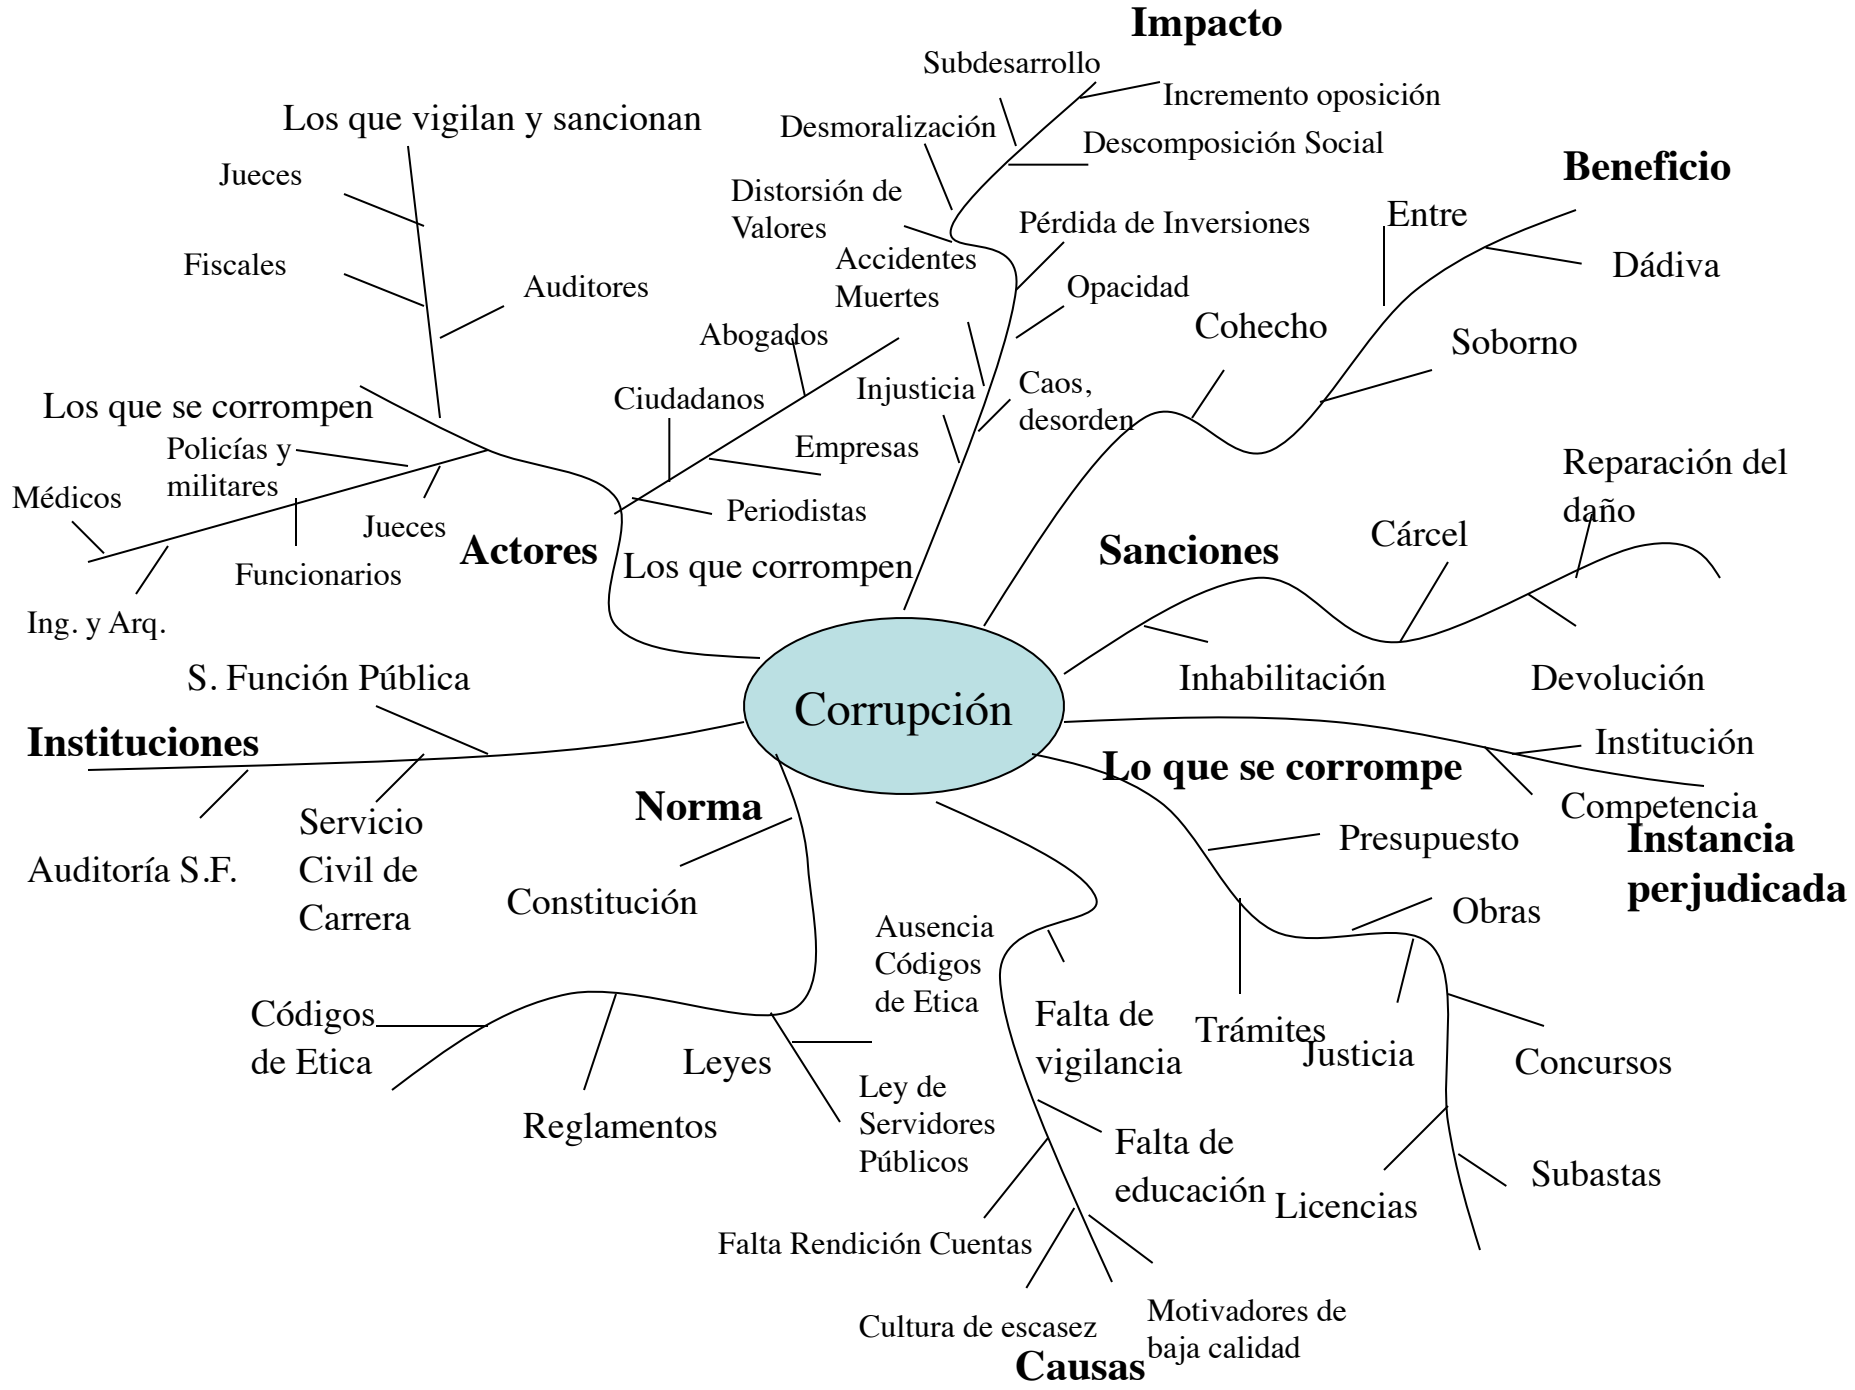 Impacto
Subdesarrollo
Incremento oposición
Los que vigilan y sancionan
Desmoralización
Descomposición Social
Beneficio
Jueces
Distorsión de
Valores
Pérdida de Inversiones
Entre
Fiscales
Accidentes
Muertes
Dádiva
Auditores
Opacidad
Abogados
Cohecho
Soborno
Los que se corrompen
Ciudadanos
Injusticia
Caos,
desorden
Policías y
militares
Empresas
Reparación del
daño
Médicos
Jueces
Periodistas
Cárcel
Actores
Los que corrompen
Sanciones
Funcionarios
Ing. y Arq.
S. Función Pública
Inhabilitación
Devolución
Corrupción
Instituciones
Institución
Lo que se corrompe
Norma
Competencia
Servicio
Civil de
Carrera
Presupuesto
Instancia
perjudicada
Auditoría S.F.
Constitución
Obras
Ausencia
Códigos
de Etica
Códigos
de Etica
Falta de
vigilancia
Trámites
Justicia
Leyes
Concursos
Ley de
Servidores
Públicos
Reglamentos
Falta de
educación
Subastas
Licencias
Falta Rendición Cuentas
Cultura de escasez
Motivadores de
baja calidad
Causas